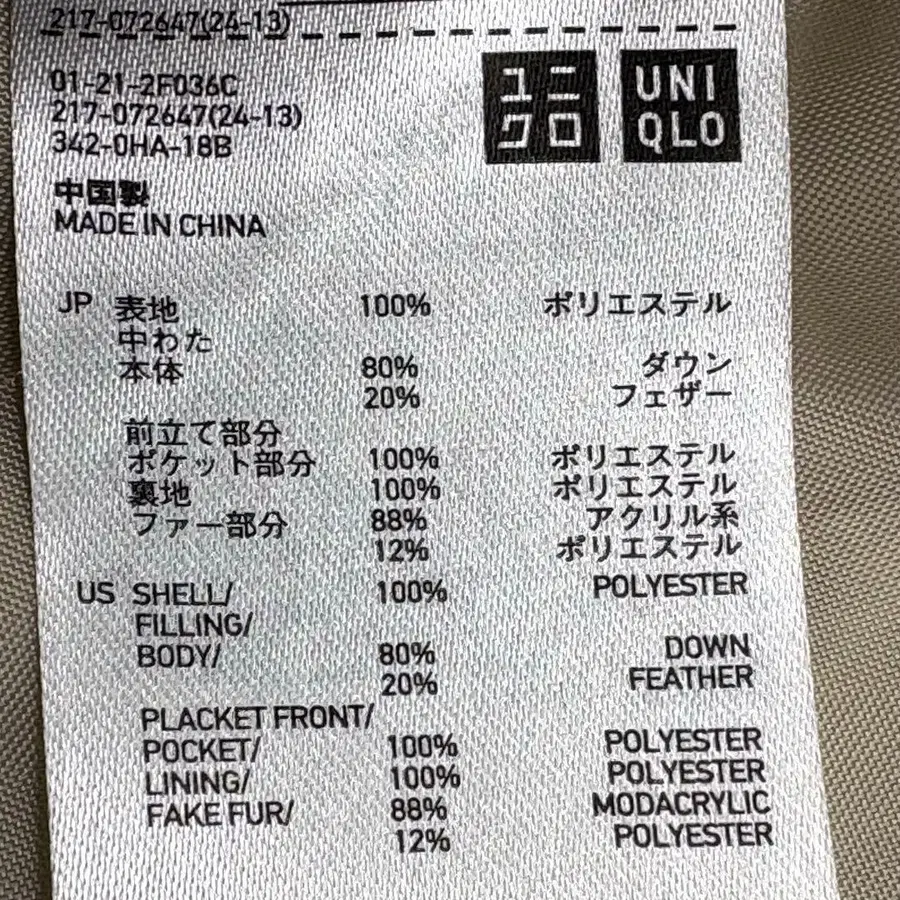 217-072647(24-13)
01-21-2F036C
217-072647(24-13)
342-0HA-18B
ユニ
クロ
UNI
QLO
中国製
MADE IN CHINA
JP 表地 100% ポリエステル
中わた
本体 80% ダウン
20% フェザー
前立て部分
ポケット部分 100% ポリエステル
裏地 100% ポリエステル
ファー部分 88% アクリル系
12% ポリエステル
US SHELL/ 100% POLYESTER
FILLING/
BODY/ 80% DOWN
20% FEATHER
PLACKET FRONT/
POCKET/ 100% POLYESTER
LINING/ 100% POLYESTER
FAKE FUR/ 88% MODACRYLIC
12% POLYESTER